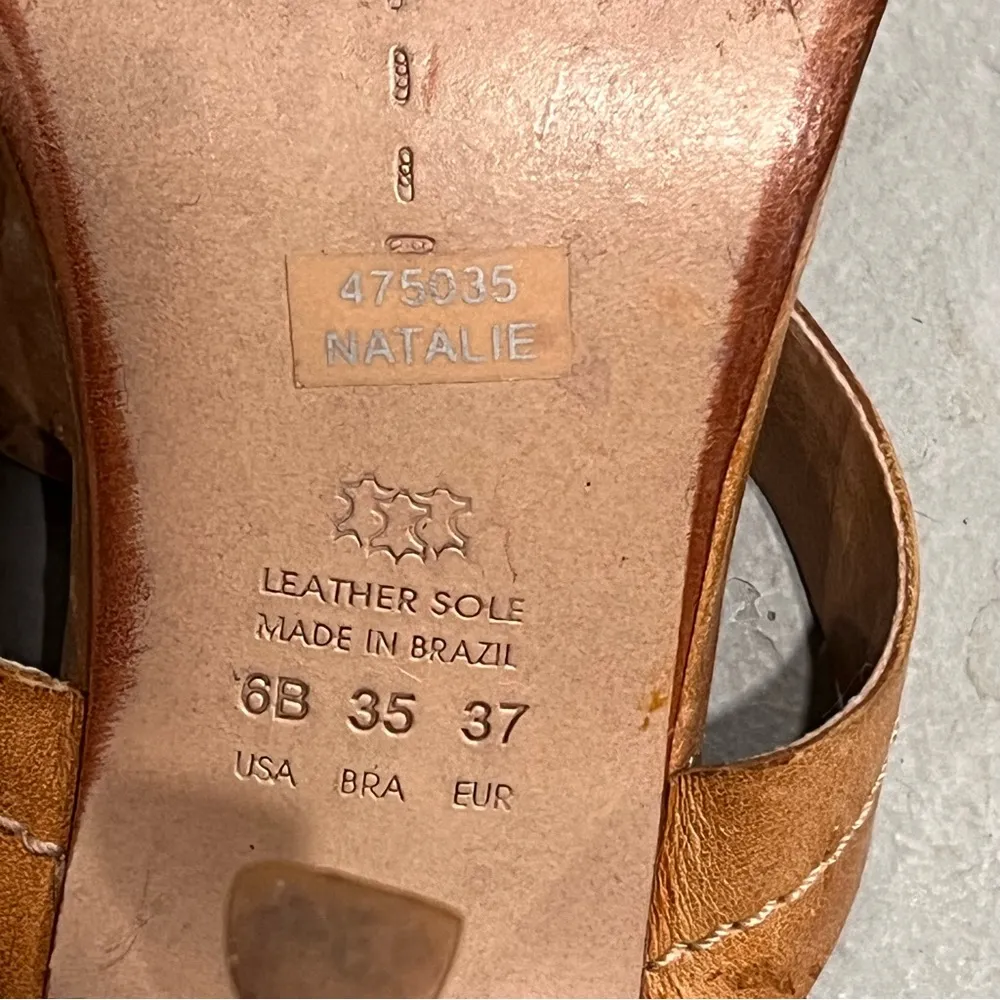 475035
NATALIE
LEATHER SOLE
MADE IN BRAZIL
6B 35 37
USA BRA EUR